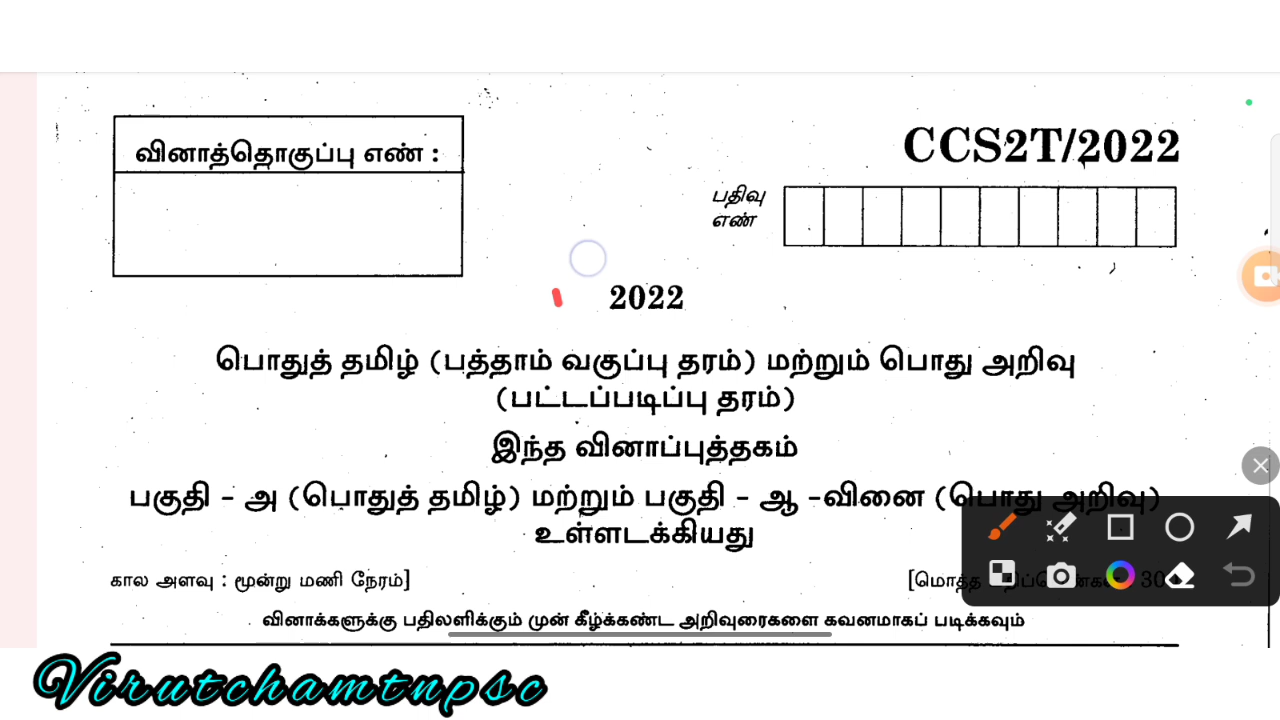 வினாத்தொகுப்பு எண் :
CCS2T/2022
பதிவு
எண்
2022
பொதுத் தமிழ் (பத்தாம் வகுப்பு தரம்) மற்றும் பொது அறிவு
(பட்டப்படிப்பு தரம்)
இந்த வினாப்புத்தகம்
பகுதி – அ (பொதுத் தமிழ்) மற்றும் பகுதி – ஆ –வினை (பொது அறிவு)
உள்ளடக்கியது
கால அளவு : மூன்று மணி நேரம்]
[மொத்த
வினாக்களுக்கு பதிலளிக்கும் முன் கீழ்க்கண்ட அறிவுரைகளை கவனமாகப் படிக்கவும்
Virutchamtnpsc